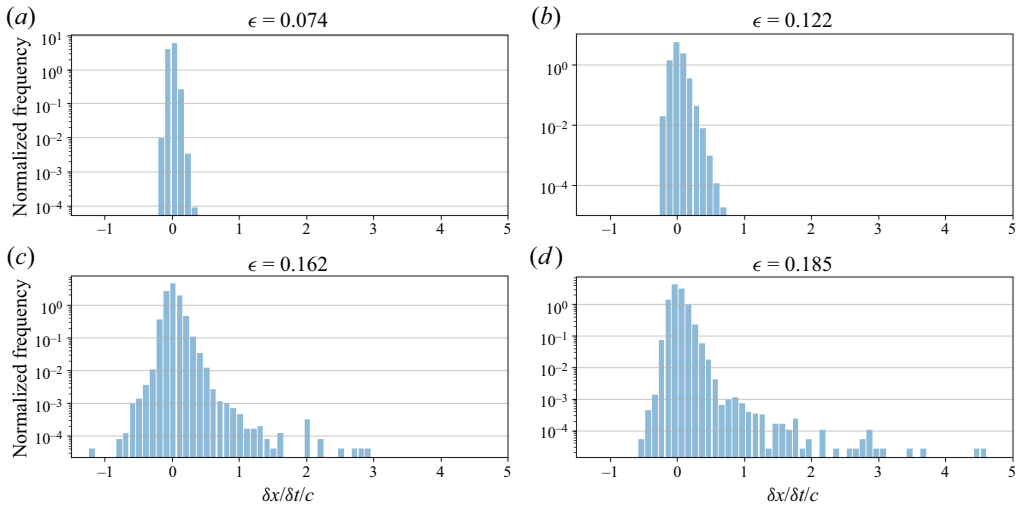 (a) ϵ = 0.074
(b) ϵ = 0.122
Normalized frequency
10¹
10⁰
10⁻¹
10⁻²
10⁻³
10⁻⁴
–1 0 1 2 3 4 5
10⁰
10⁻²
10⁻⁴
–1 0 1 2 3 4 5
(c) ϵ = 0.162
(d) ϵ = 0.185
Normalized frequency
10⁰
10⁻¹
10⁻²
10⁻³
10⁻⁴
–1 0 1 2 3 4 5
δx/δt/c
10⁰
10⁻¹
10⁻²
10⁻³
10⁻⁴
–1 0 1 2 3 4 5
δx/δt/c